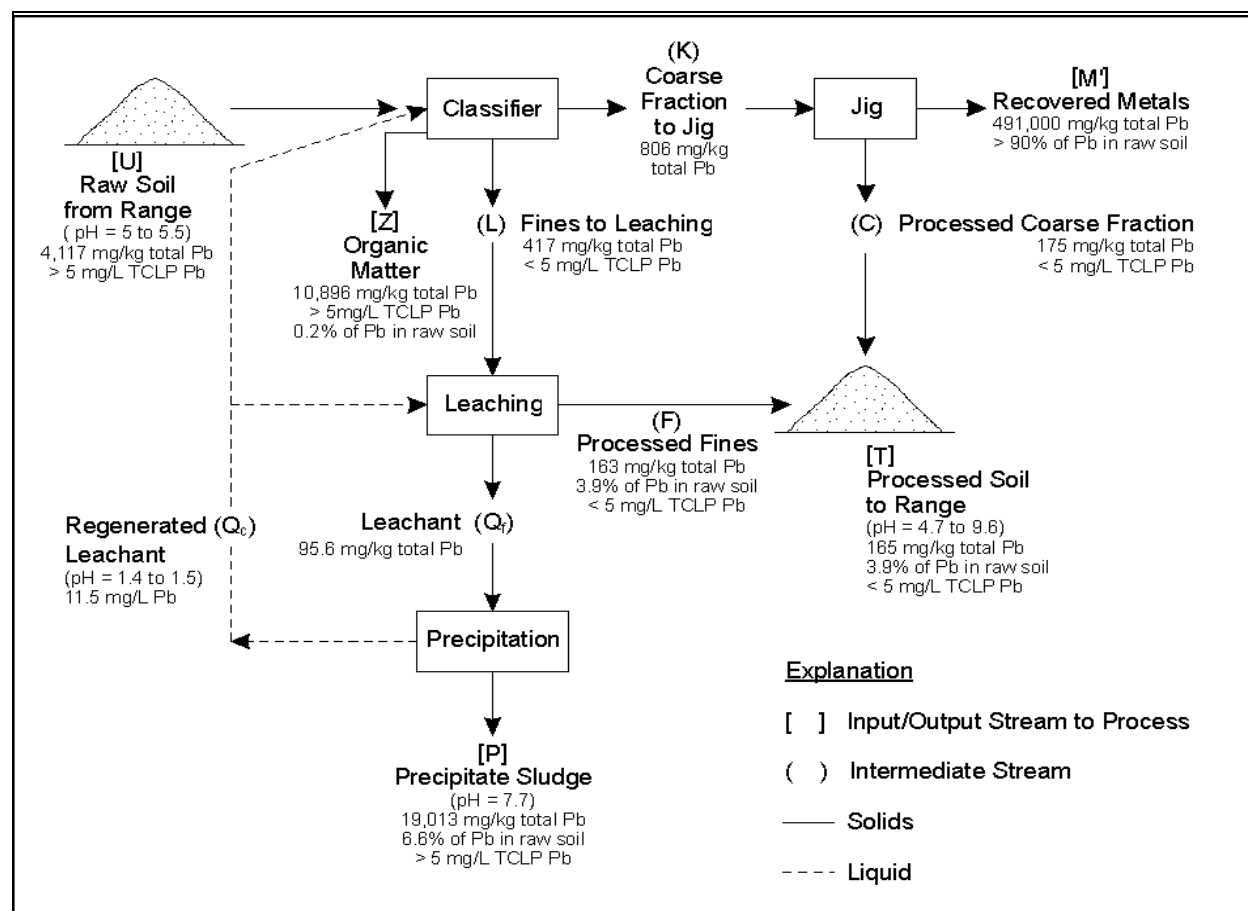 (K)
Coarse
Fraction
to Jig
806 mg/kg
total Pb
Classifier
Jig
[M']
Recovered Metals
491,000 mg/kg total Pb
> 90% of Pb in raw soil
[U]
Raw Soil
from Range
( pH = 5 to 5.5)
4,117 mg/kg total Pb
> 5 mg/L TCLP Pb
[Z]
Organic
Matter
10,896 mg/kg total Pb
> 5mg/L TCLP Pb
0.2% of Pb in raw soil
(L) Fines to Leaching
417 mg/kg total Pb
< 5 mg/L TCLP Pb
(C) Processed Coarse Fraction
175 mg/kg total Pb
< 5 mg/L TCLP Pb
Leaching
(F)
Processed Fines
163 mg/kg total Pb
3.9% of Pb in raw soil
< 5 mg/L TCLP Pb
[T]
Processed Soil
to Range
(pH = 4.7 to 9.6)
165 mg/kg total Pb
3.9% of Pb in raw soil
< 5 mg/L TCLP Pb
Regenerated (Qc)
Leachant
(pH = 1.4 to 1.5)
11.5 mg/L Pb
Leachant (Qf)
95.6 mg/kg total Pb
Precipitation
[P]
Precipitate Sludge
(pH = 7.7)
19,013 mg/kg total Pb
6.6% of Pb in raw soil
> 5 mg/L TCLP Pb
Explanation
[ ] Input/Output Stream to Process
( ) Intermediate Stream
Solids
Liquid